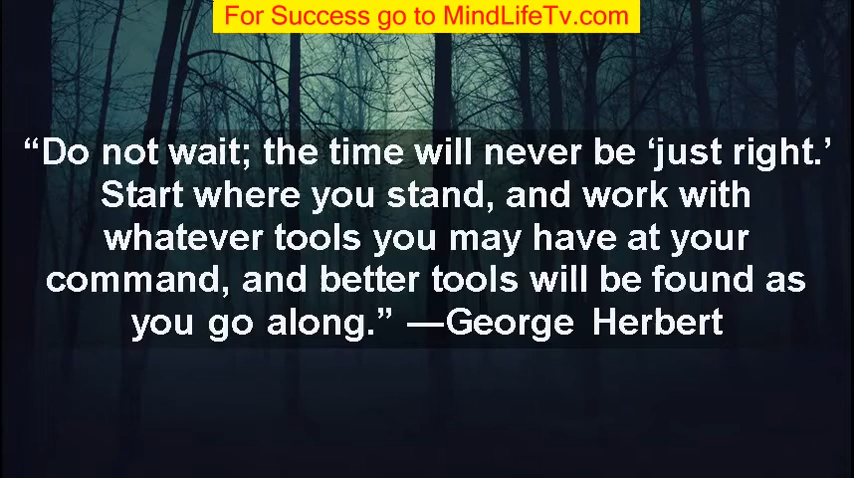 For Success go to MindLifeTv.com
“Do not wait; the time will never be ‘just right.’
Start where you stand, and work with
whatever tools you may have at your
command, and better tools will be found as
you go along.” —George Herbert